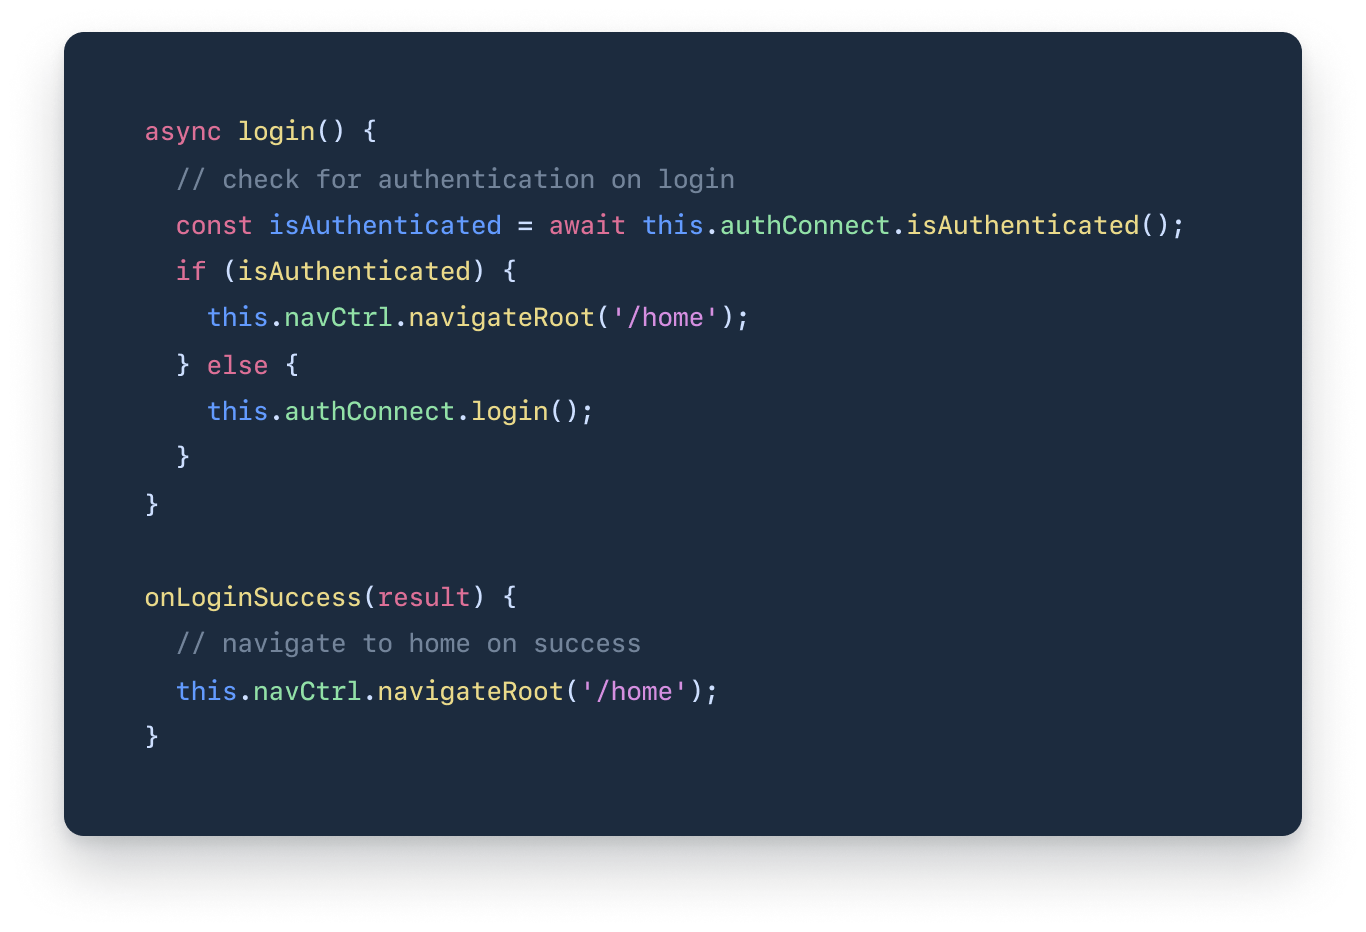 async login() {
  // check for authentication on login
  const isAuthenticated = await this.authConnect.isAuthenticated();
  if (isAuthenticated) {
    this.navCtrl.navigateRoot('/home');
  } else {
    this.authConnect.login();
  }
}

onLoginSuccess(result) {
  // navigate to home on success
  this.navCtrl.navigateRoot('/home');
}